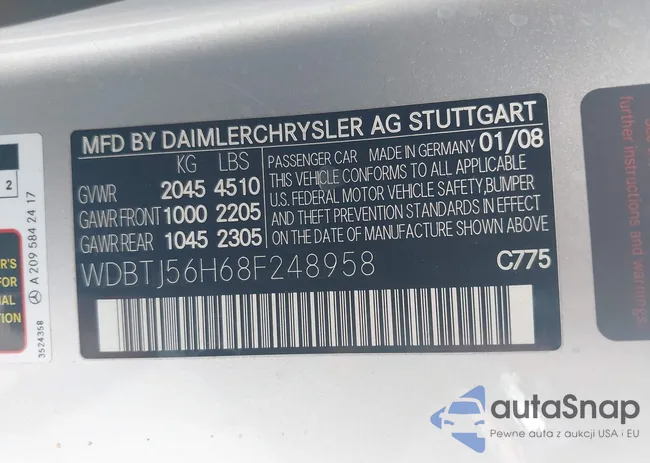 MFD BY DAIMLERCHRYSLER AG STUTTGART
KG LBS
GVWR 2045 4510
GAWR FRONT 1000 2205
GAWR REAR 1045 2305
PASSENGER CAR MADE IN GERMANY 01/08
THIS VEHICLE CONFORMS TO ALL APPLICABLE
U.S. FEDERAL MOTOR VEHICLE SAFETY, BUMPER
AND THEFT PREVENTION STANDARDS IN EFFECT
ON THE DATE OF MANUFACTURE SHOWN ABOVE
WDBTJ56H68F248958 C775
2
A 209 584 24 17
3524358
further instructions
and warnings
autaSnap
Pewne auta z aukcji USA i EU